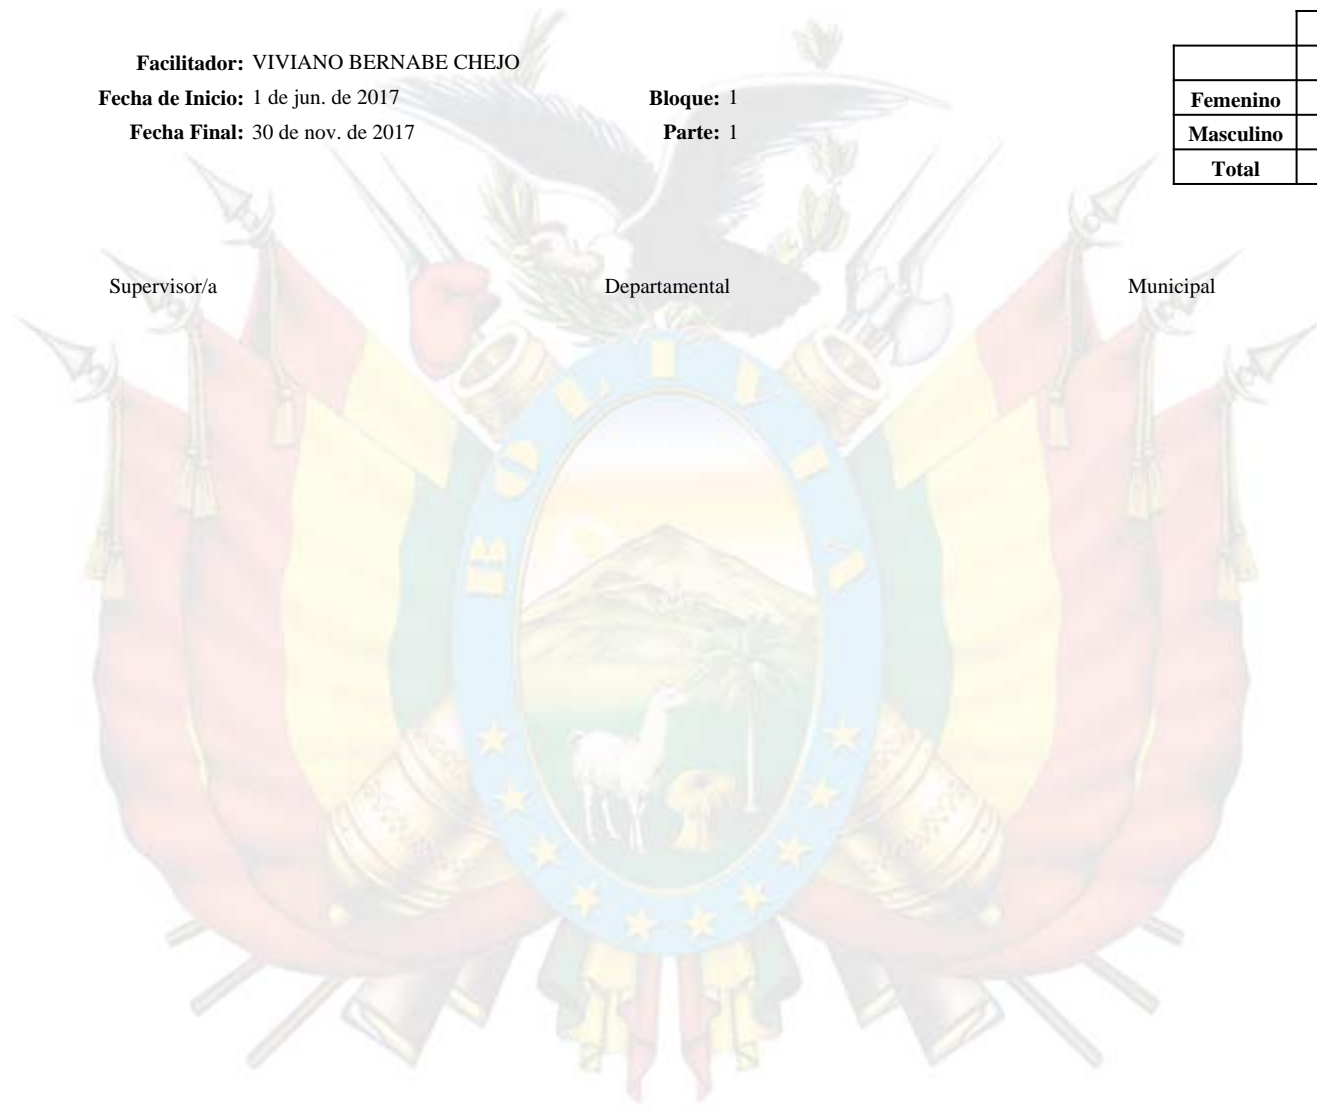 Facilitador: VIVIANO BERNABE CHEJO
Fecha de Inicio: 1 de jun. de 2017 Bloque: 1
Fecha Final: 30 de nov. de 2017 Parte: 1
Femenino
Masculino
Total
Supervisor/a Departamental Municipal
BOLIVIA